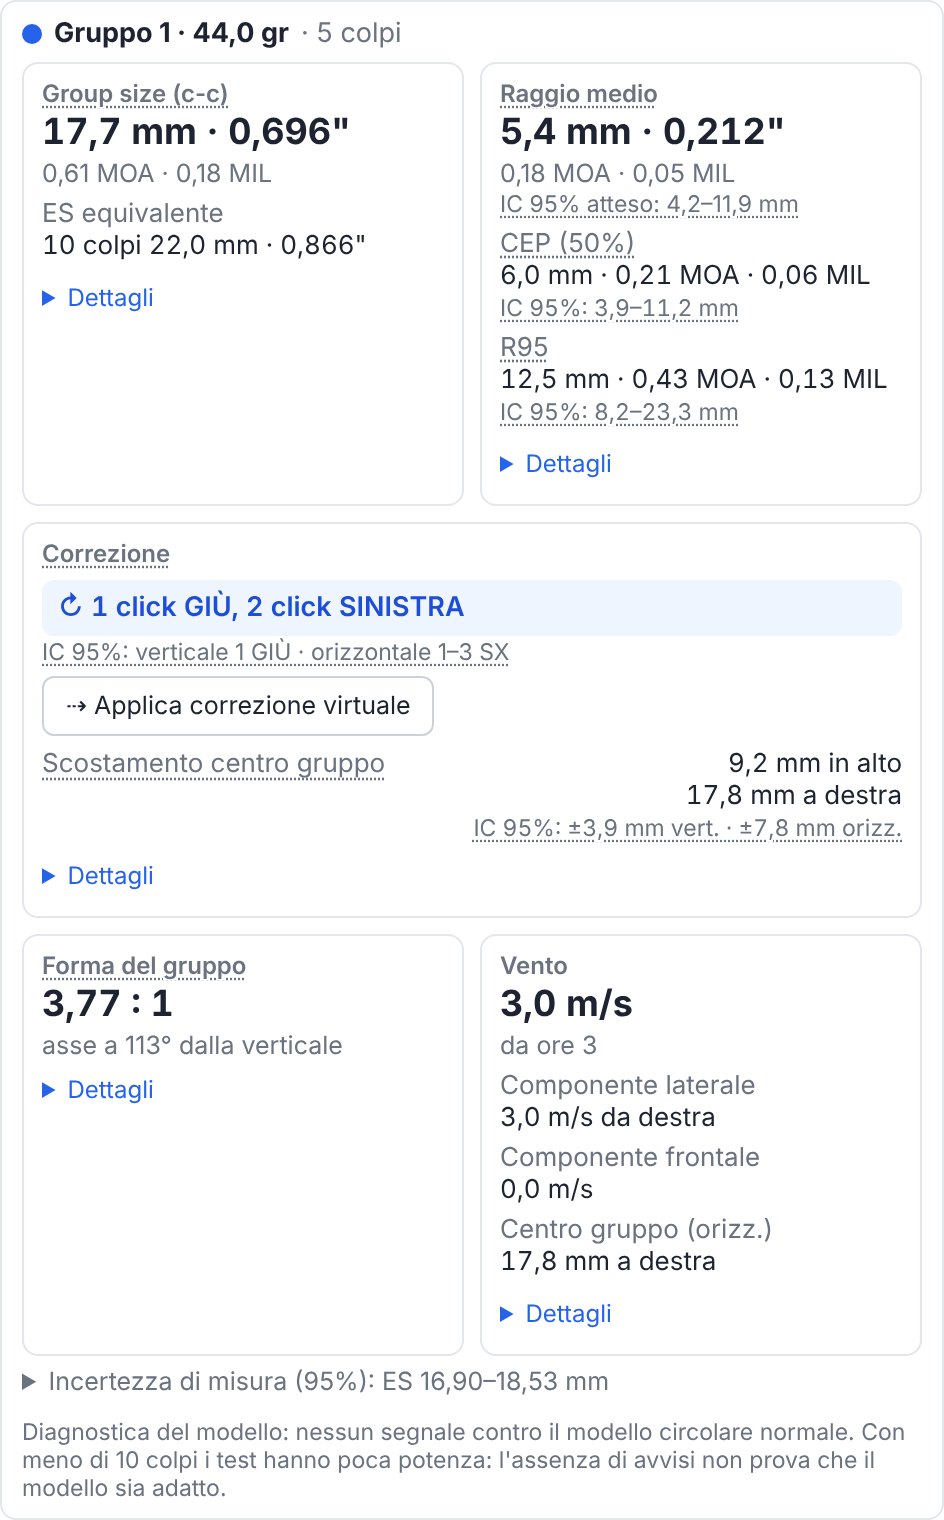 Gruppo 1 · 44,0 gr · 5 colpi
Group size (c-c)
17,7 mm · 0,696"
0,61 MOA · 0,18 MIL
ES equivalente
10 colpi 22,0 mm · 0,866"
▶ Dettagli
Raggio medio
5,4 mm · 0,212"
0,18 MOA · 0,05 MIL
IC 95% atteso: 4,2–11,9 mm
CEP (50%)
6,0 mm · 0,21 MOA · 0,06 MIL
IC 95%: 3,9–11,2 mm
R95
12,5 mm · 0,43 MOA · 0,13 MIL
IC 95%: 8,2–23,3 mm
▶ Dettagli
Correzione
↻ 1 click GIÙ, 2 click SINISTRA
IC 95%: verticale 1 GIÙ · orizzontale 1–3 SX
⇢ Applica correzione virtuale
Scostamento centro gruppo
9,2 mm in alto
17,8 mm a destra
IC 95%: ±3,9 mm vert. · ±7,8 mm orizz.
▶ Dettagli
Forma del gruppo
3,77 : 1
asse a 113° dalla verticale
▶ Dettagli
Vento
3,0 m/s
da ore 3
Componente laterale
3,0 m/s da destra
Componente frontale
0,0 m/s
Centro gruppo (orizz.)
17,8 mm a destra
▶ Dettagli
▶ Incertezza di misura (95%): ES 16,90–18,53 mm
Diagnostica del modello: nessun segnale contro il modello circolare normale. Con
meno di 10 colpi i test hanno poca potenza: l'assenza di avvisi non prova che il
modello sia adatto.